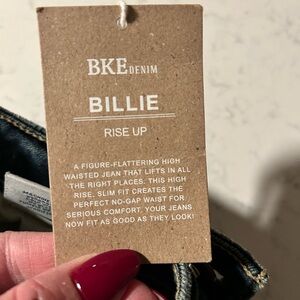 BKE DENIM
BILLIE
RISE UP
A FIGURE-FLATTERING HIGH
WAISTED JEAN THAT LIFTS IN ALL
THE RIGHT PLACES. THIS HIGH
RISE, SLIM FIT CREATES THE
PERFECT NO-GAP WAIST FOR
SERIOUS COMFORT. YOUR JEANS
NOW FIT AS GOOD AS THEY LOOK!